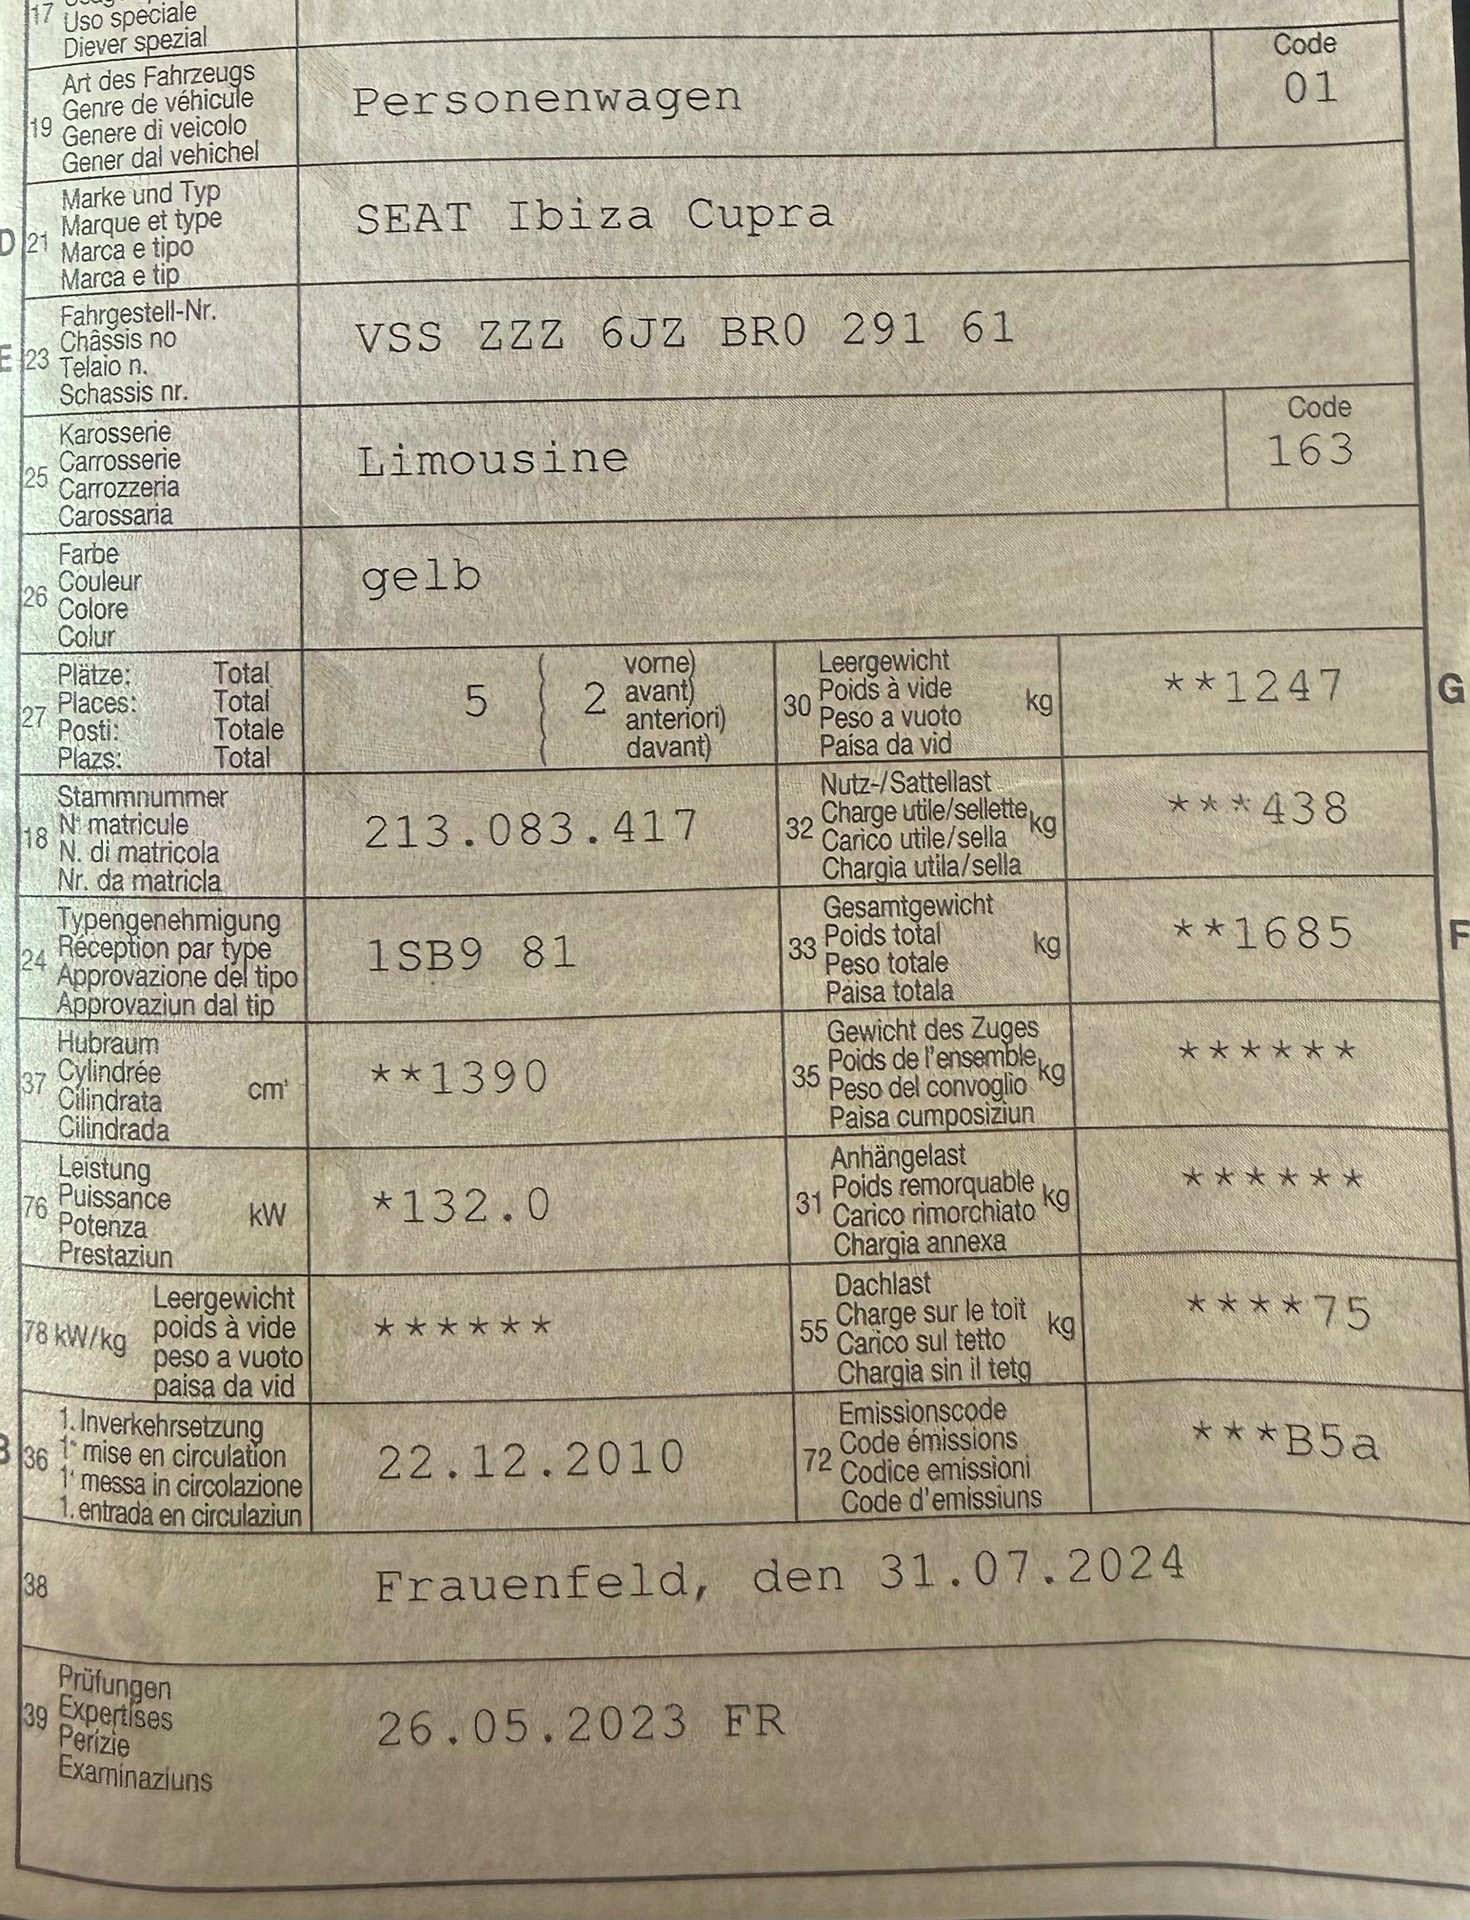 17 Uso speciale
Diever spezial
19 Art des Fahrzeugs
Genre de véhicule
Genere di veicolo
Gener dal vehichel
Personenwagen
Code
01
D 21 Marke und Typ
Marque et type
Marca e tipo
Marca e tip
SEAT Ibiza Cupra
E 23 Fahrgestell-Nr.
Châssis no
Telaio n.
Schassis nr.
VSS ZZZ 6JZ BR0 291 61
25 Karosserie
Carrosserie
Carrozzeria
Carossaria
Limousine
Code
163
26 Farbe
Couleur
Colore
Colur
gelb
27 Plätze: Total
Places: Total
Posti: Totale
Plazs: Total
5 ( 2 vorne)
avant)
anteriori)
davant)
30 Leergewicht
Poids à vide kg
Peso a vuoto
Paisa da vid
**1247
G
18 Stammnummer
N° matricule
N. di matricola
Nr. da matricla
213.083.417
32 Nutz-/Sattellast
Charge utile/sellette kg
Carico utile/sella
Chargia utila/sella
***438
24 Typengenehmigung
Réception par type
Approvazione del tipo
Approvaziun dal tip
1SB9 81
33 Gesamtgewicht
Poids total kg
Peso totale
Paisa totala
**1685
F
37 Hubraum
Cylindrée
Cilindrata cm³
Cilindrada
**1390
35 Gewicht des Zuges
Poids de l'ensemble kg
Peso del convoglio
Paisa cumposiziun
******
76 Leistung
Puissance kW
Potenza
Prestaziun
*132.0
31 Anhängelast
Poids remorquable kg
Carico rimorchiato
Chargia annexa
******
78 kW/kg Leergewicht
poids à vide
peso a vuoto
paisa da vid
******
55 Dachlast
Charge sur le toit kg
Carico sul tetto
Chargia sin il tetg
****75
B 36 1. Inverkehrsetzung
1° mise en circulation
1° messa in circolazione
1. entrada en circulaziun
22.12.2010
72 Emissionscode
Code émissions
Codice emissioni
Code d'emissiuns
***B5a
38 Frauenfeld, den 31.07.2024
39 Prüfungen
Expertises
Perizie
Examinaziuns
26.05.2023 FR